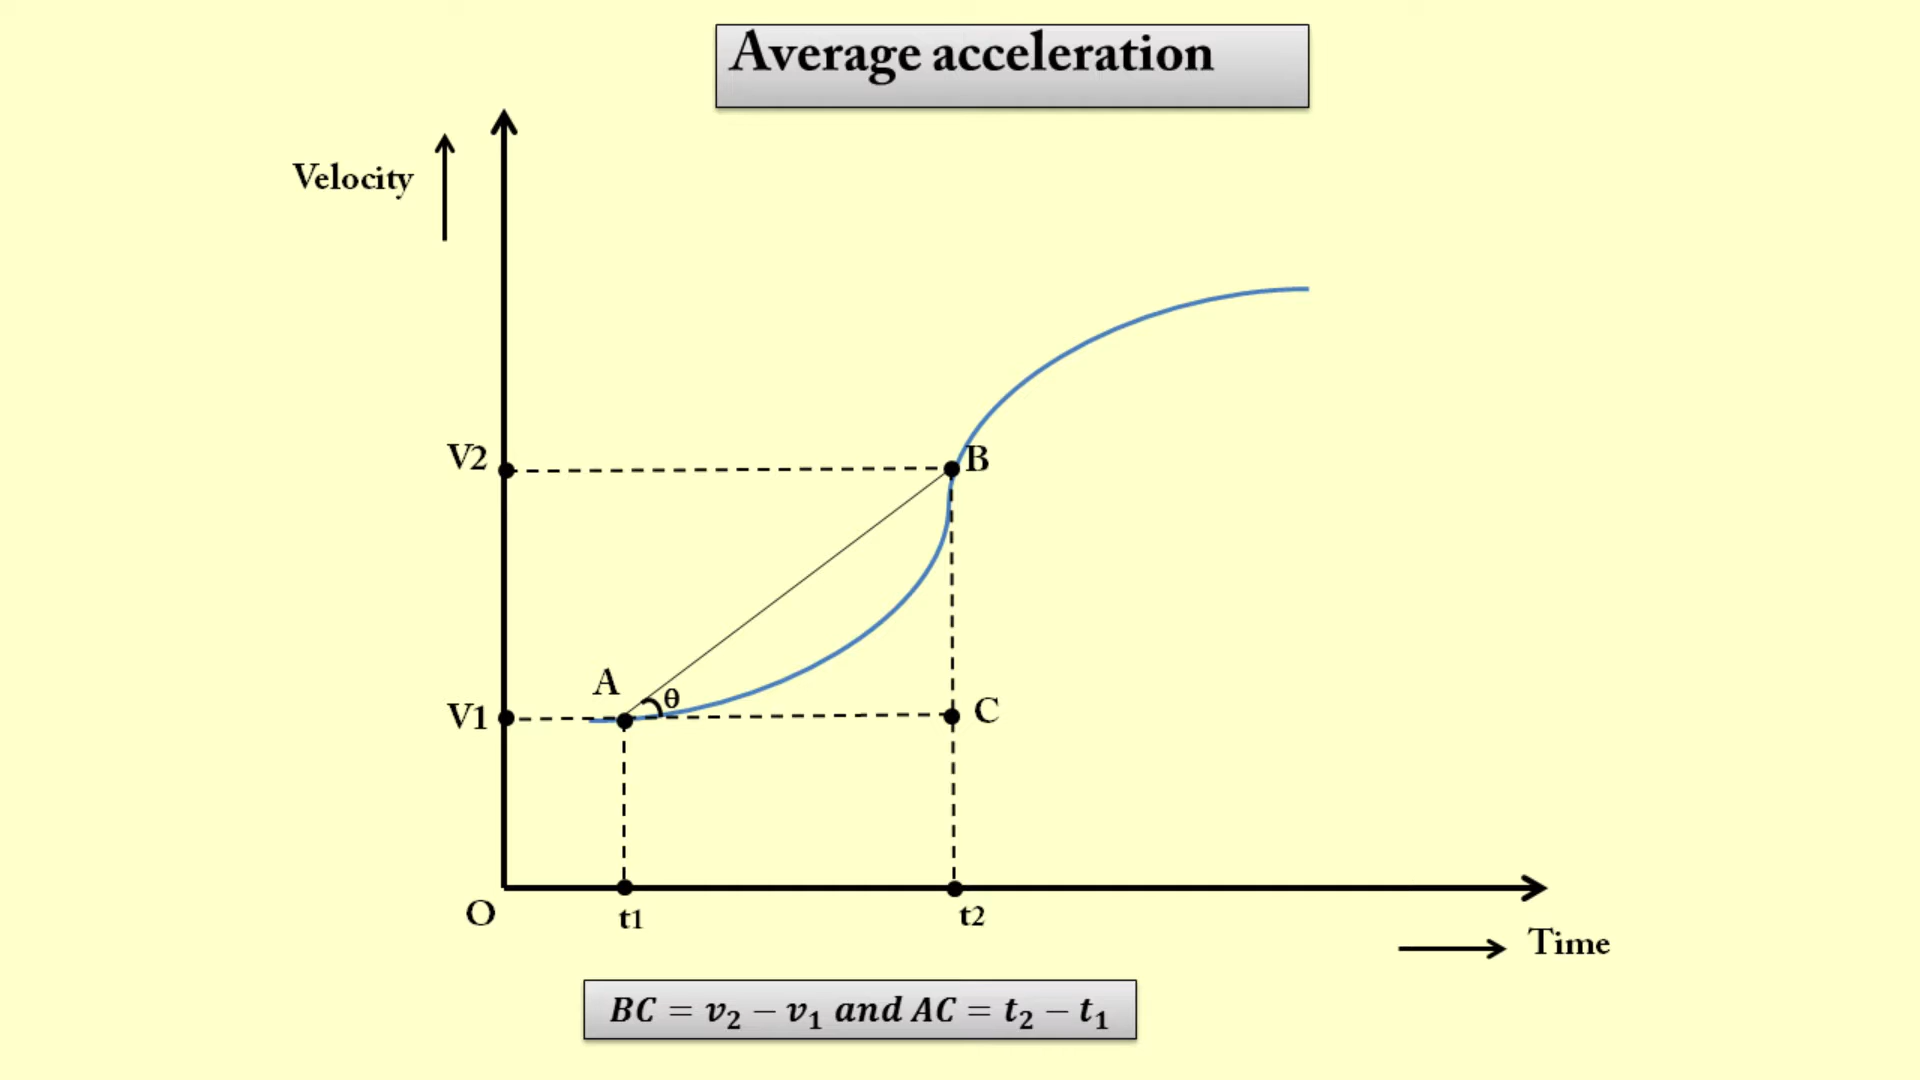 Average acceleration
Velocity
V2
B
A
θ
V1
C
O
t1
t2
Time
BC = v₂ − v₁ and AC = t₂ − t₁